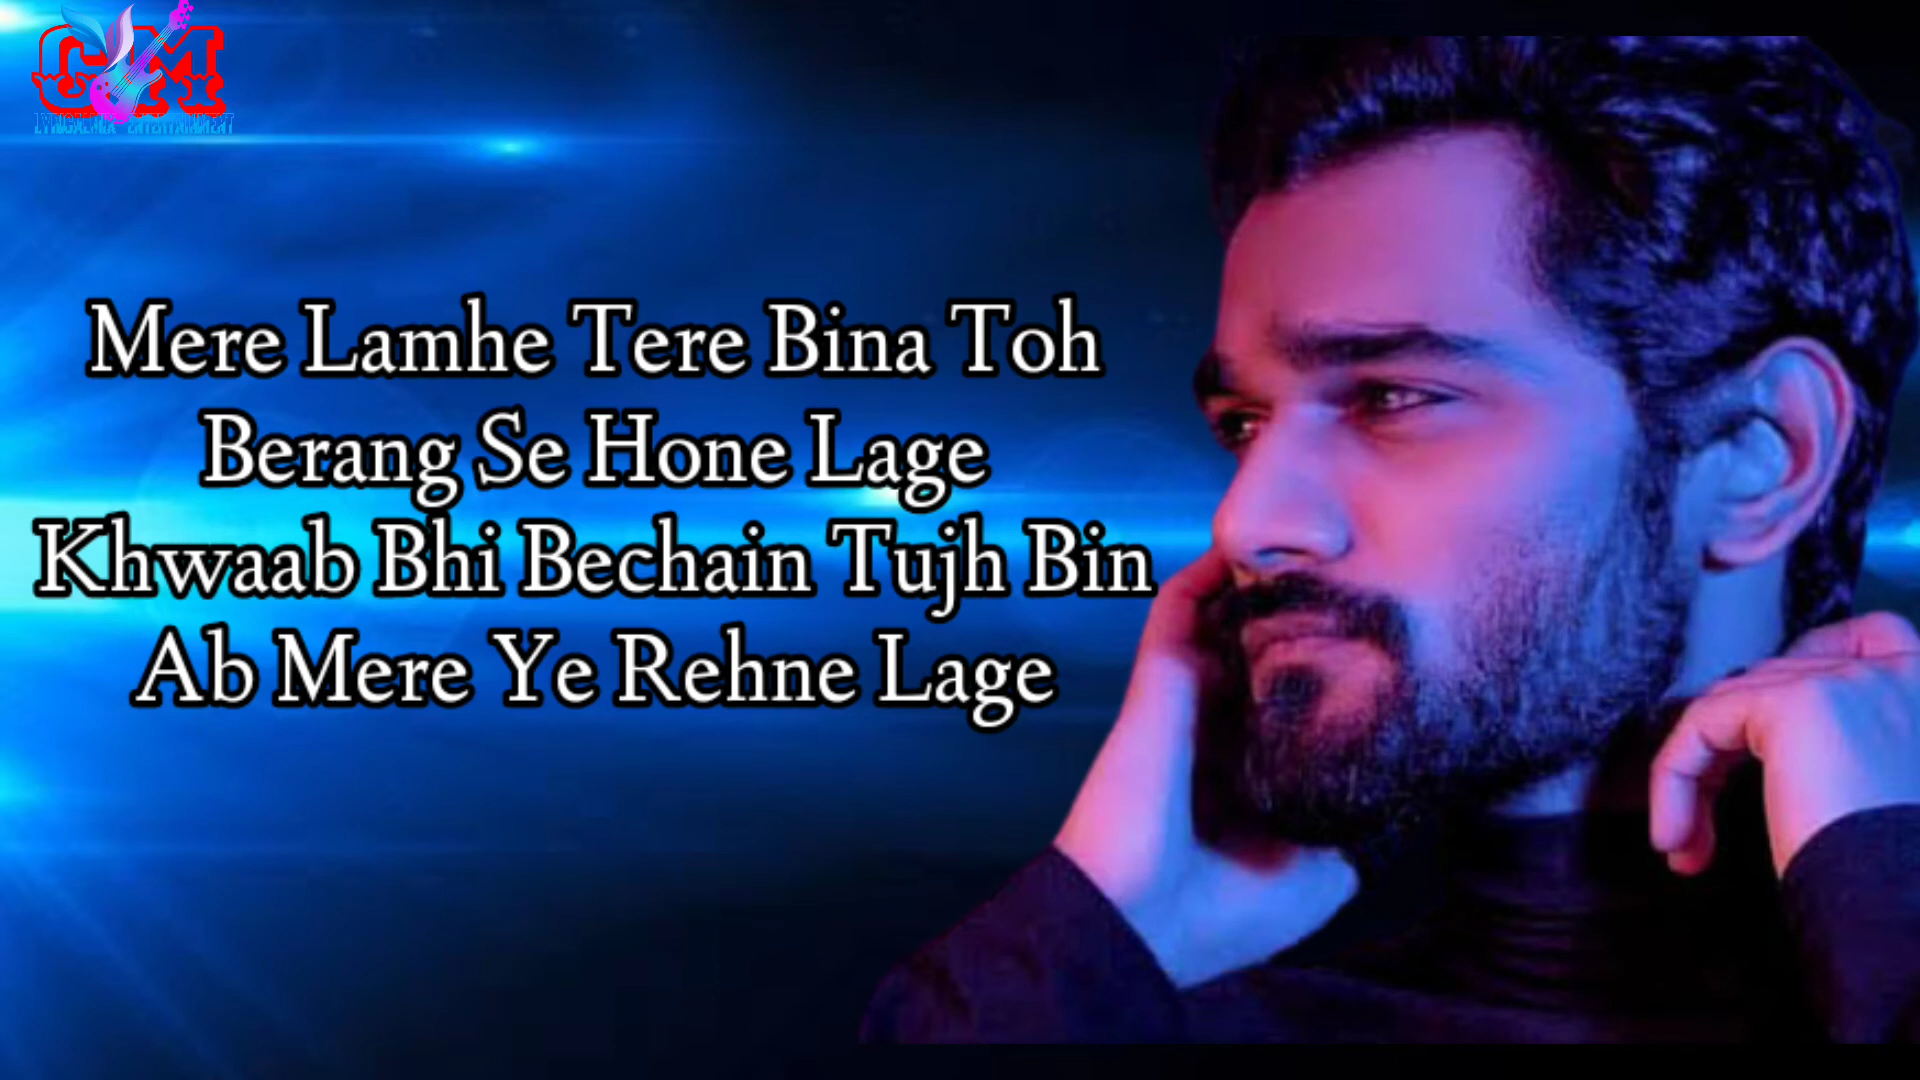 GM
Mere Lamhe Tere Bina Toh
Berang Se Hone Lage
Khwaab Bhi Bechain Tujh Bin
Ab Mere Ye Rehne Lage